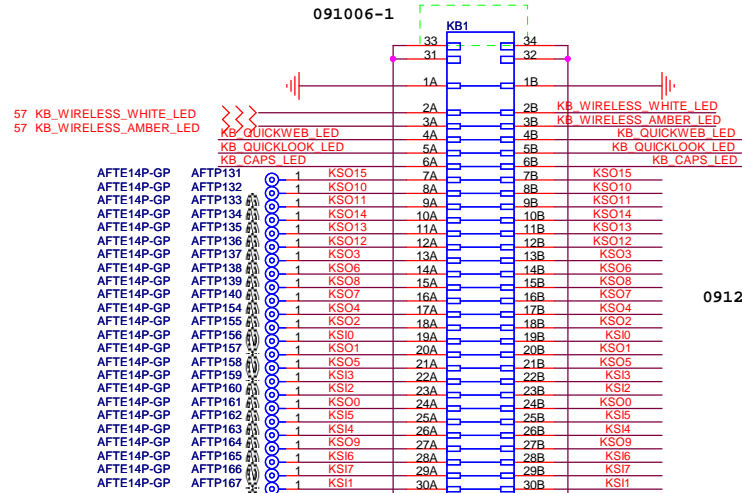 091006-1
KB1
33 34
31 32
1A 1B
2A 2B KB_WIRELESS_WHITE_LED
57 KB_WIRELESS_WHITE_LED
3A 3B KB_WIRELESS_AMBER_LED
57 KB_WIRELESS_AMBER_LED
KB_QUICKWEB_LED 4A 4B KB_QUICKWEB_LED
KB_QUICKLOOK_LED 5A 5B KB_QUICKLOOK_LED
KB_CAPS_LED 6A 6B KB_CAPS_LED
AFTE14P-GP AFTP131 1 KSO15 7A 7B KSO15
AFTE14P-GP AFTP132 1 KSO10 8A 8B KSO10
AFTE14P-GP AFTP133 1 KSO11 9A 9B KSO11
AFTE14P-GP AFTP134 1 KSO14 10A 10B KSO14
AFTE14P-GP AFTP135 1 KSO13 11A 11B KSO13
AFTE14P-GP AFTP136 1 KSO12 12A 12B KSO12
AFTE14P-GP AFTP137 1 KSO3 13A 13B KSO3
AFTE14P-GP AFTP138 1 KSO6 14A 14B KSO6
AFTE14P-GP AFTP139 1 KSO8 15A 15B KSO8
AFTE14P-GP AFTP140 1 KSO7 16A 16B KSO7
0912
AFTE14P-GP AFTP154 1 KSO4 17A 17B KSO4
AFTE14P-GP AFTP155 1 KSO2 18A 18B KSO2
AFTE14P-GP AFTP156 1 KSI0 19A 19B KSI0
AFTE14P-GP AFTP157 1 KSO1 20A 20B KSO1
AFTE14P-GP AFTP158 1 KSO5 21A 21B KSO5
AFTE14P-GP AFTP159 1 KSI3 22A 22B KSI3
AFTE14P-GP AFTP160 1 KSI2 23A 23B KSI2
AFTE14P-GP AFTP161 1 KSO0 24A 24B KSO0
AFTE14P-GP AFTP162 1 KSI5 25A 25B KSI5
AFTE14P-GP AFTP163 1 KSI4 26A 26B KSI4
AFTE14P-GP AFTP164 1 KSO9 27A 27B KSO9
AFTE14P-GP AFTP165 1 KSI6 28A 28B KSI6
AFTE14P-GP AFTP166 1 KSI7 29A 29B KSI7
AFTE14P-GP AFTP167 1 KSI1 30A 30B KSI1